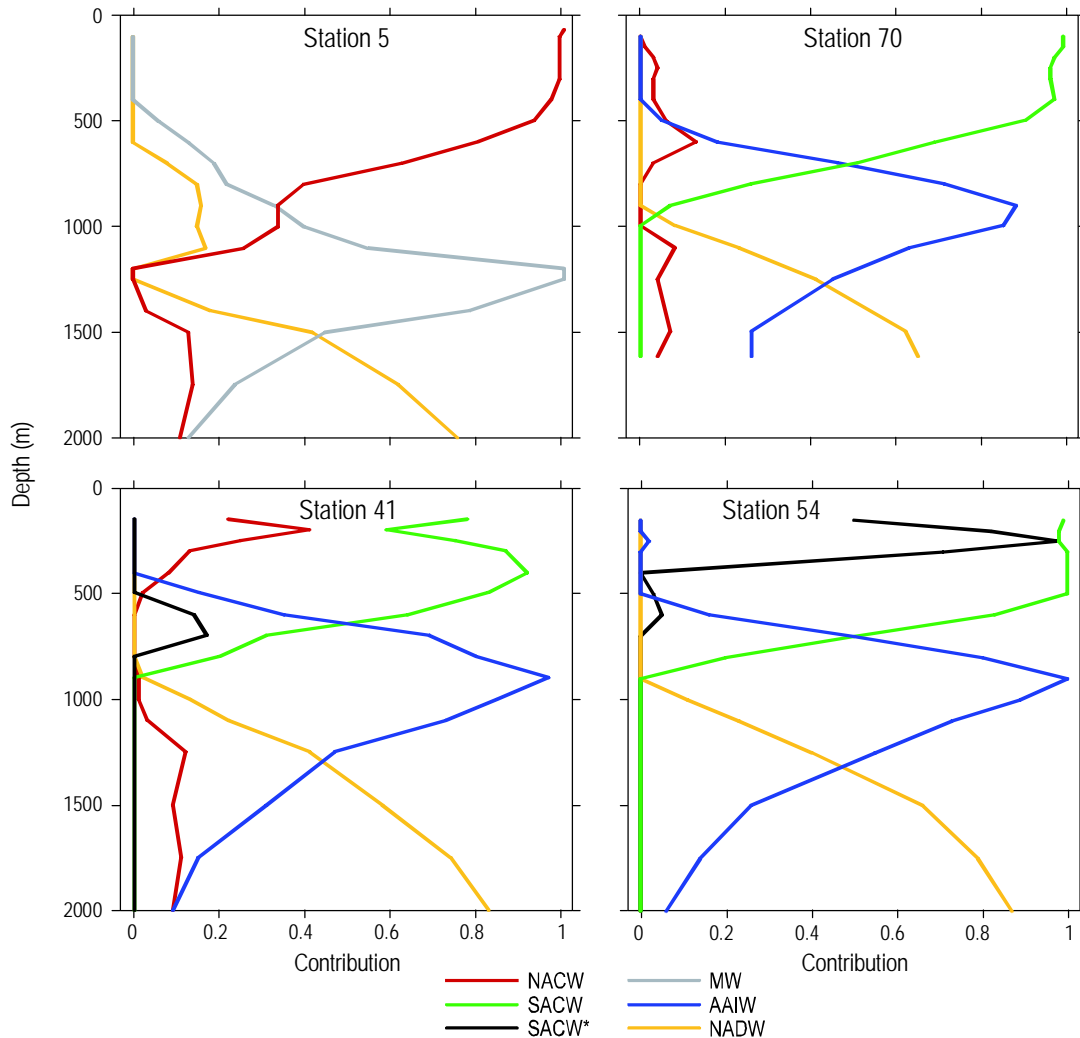 Station 5
Station 70
0
500
1000
1500
2000
Depth (m)
Station 41
Station 54
0
500
1000
1500
2000
0 0.2 0.4 0.6 0.8 1
0 0.2 0.4 0.6 0.8 1
Contribution
Contribution
NACW
SACW
SACW*
MW
AAIW
NADW